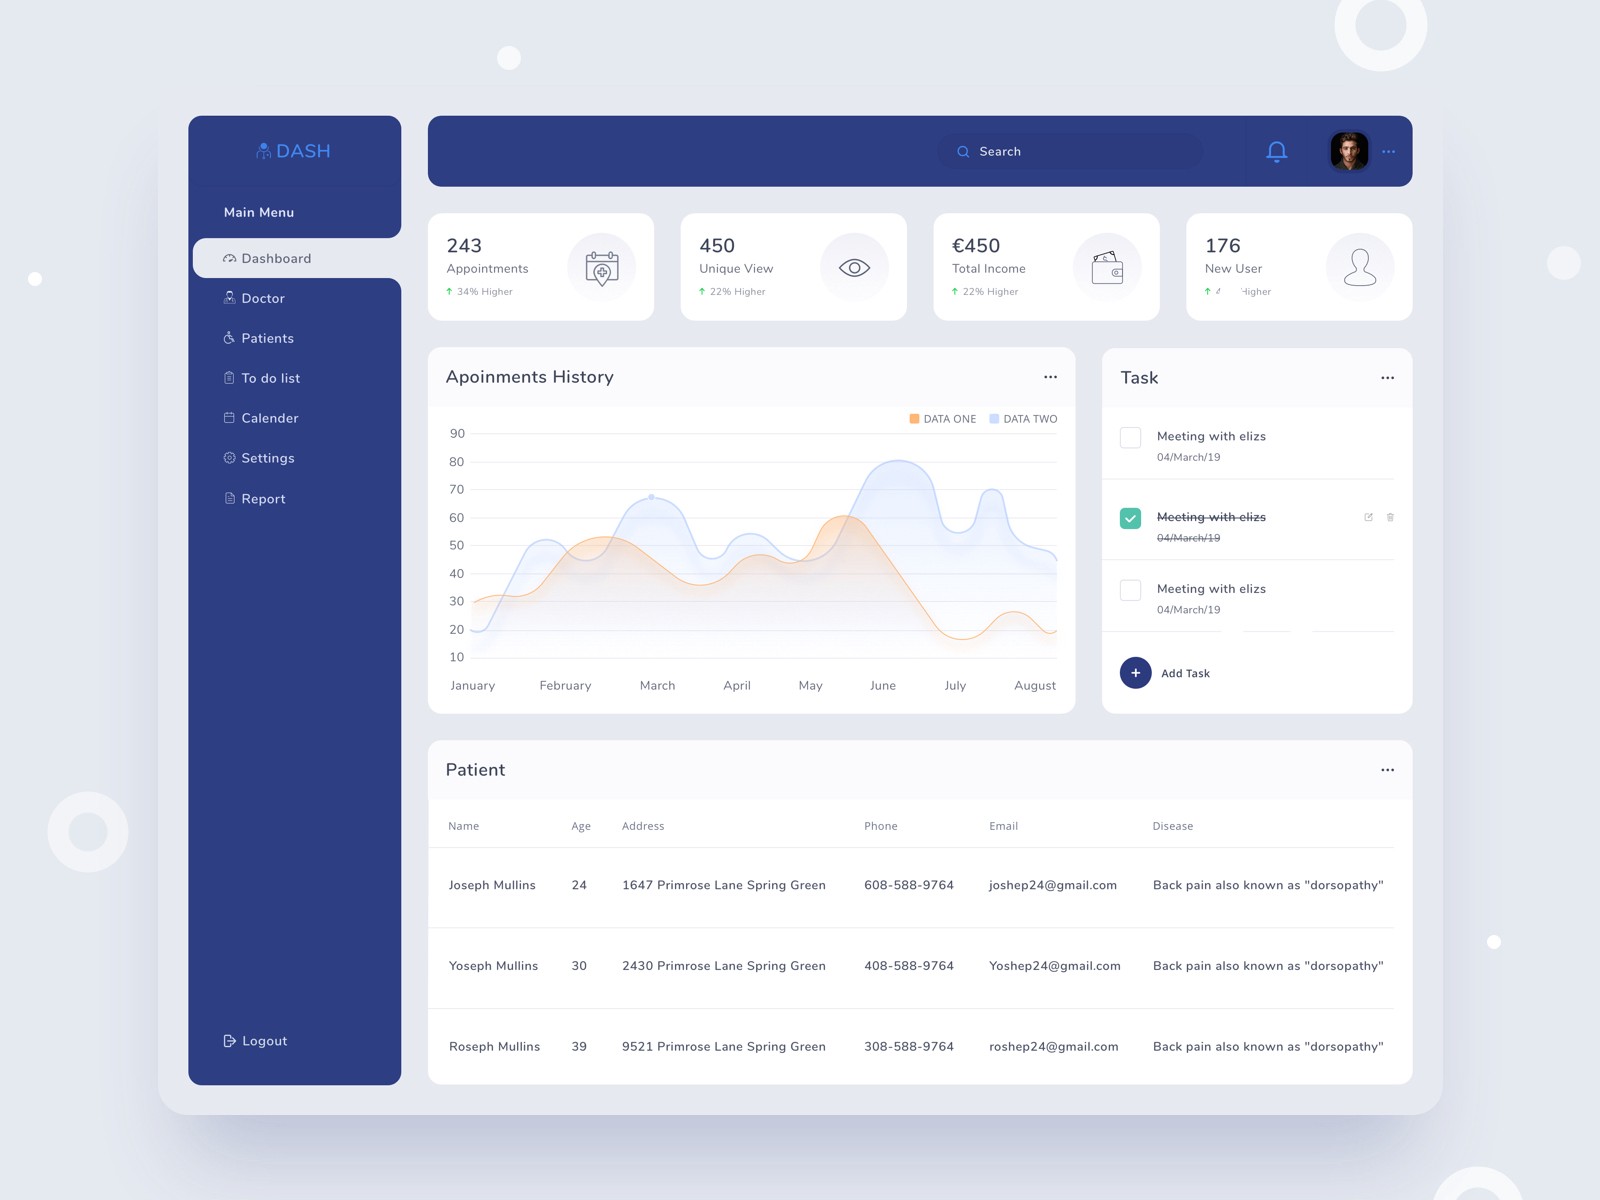 DASH
Main Menu
Dashboard
Doctor
Patients
To do list
Calender
Settings
Report
Logout
Search
243
Appointments
34% Higher
450
Unique View
22% Higher
€450
Total Income
22% Higher
176
New User
Apoinments History
DATA ONE DATA TWO
90
80
70
60
50
40
30
20
10
January February March April May June July August
Task
Meeting with elizs
04/March/19
Meeting with elizs
04/March/19
Meeting with elizs
04/March/19
Add Task
Patient
Name Age Address Phone Email Disease
Joseph Mullins 24 1647 Primrose Lane Spring Green 608-588-9764 joshep24@gmail.com Back pain also known as "dorsopathy"
Yoseph Mullins 30 2430 Primrose Lane Spring Green 408-588-9764 Yoshep24@gmail.com Back pain also known as "dorsopathy"
Roseph Mullins 39 9521 Primrose Lane Spring Green 308-588-9764 roshep24@gmail.com Back pain also known as "dorsopathy"